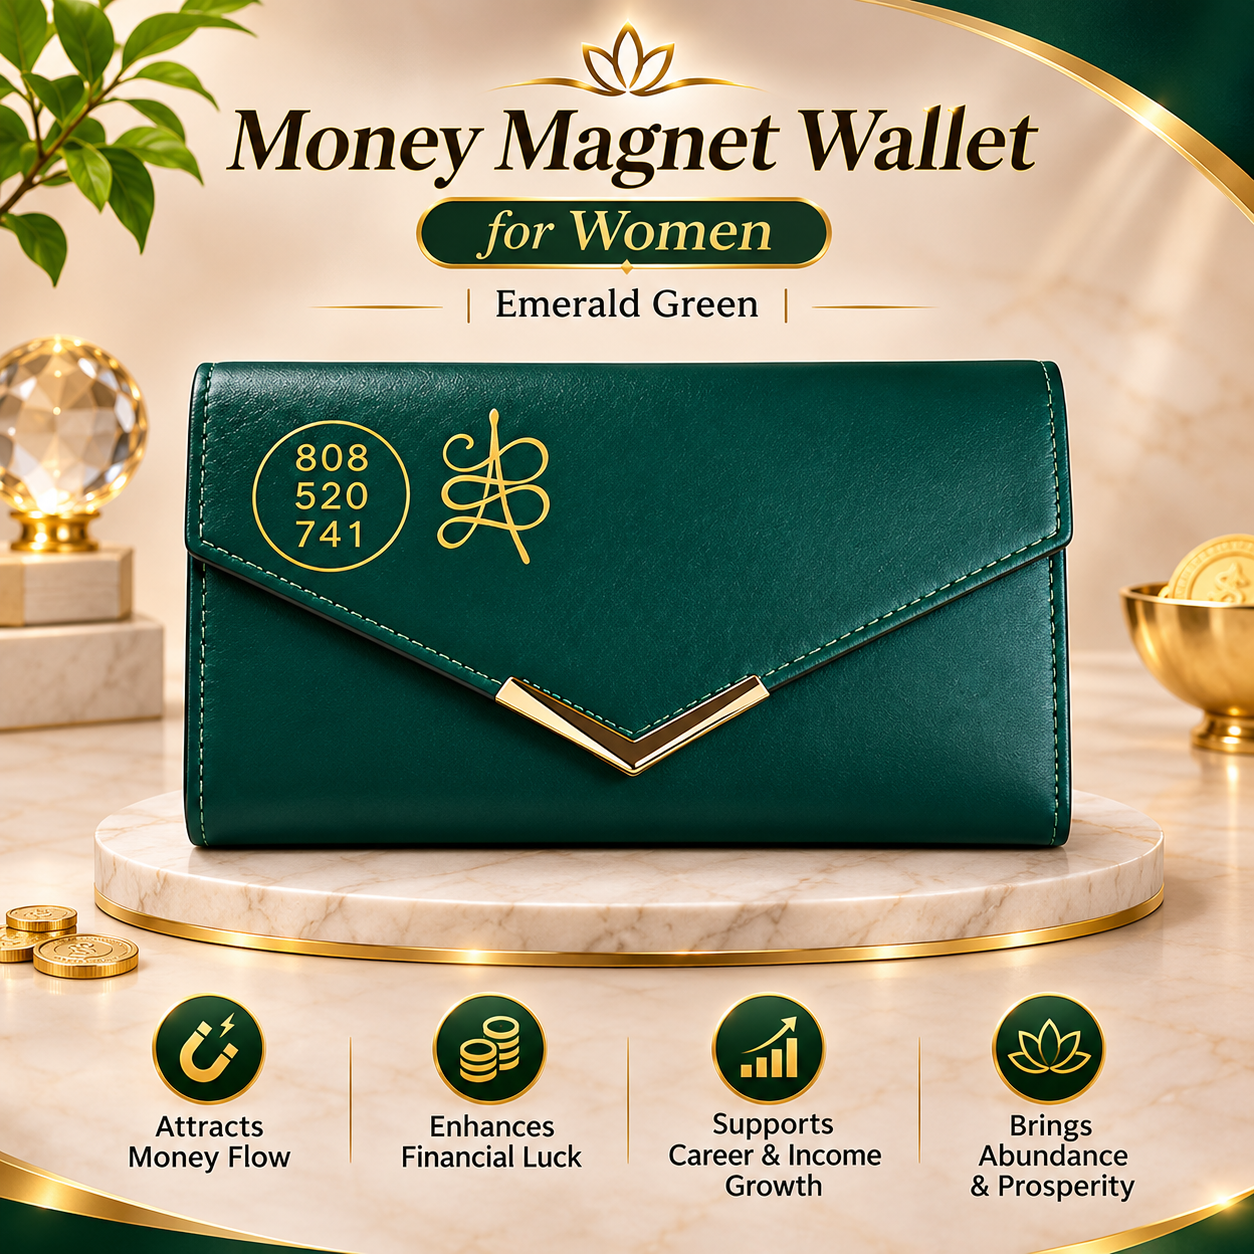 Money Magnet Wallet
for Women
Emerald Green
808
520
741
Attracts
Money Flow
Enhances
Financial Luck
Supports
Career & Income
Growth
Brings
Abundance
& Prosperity